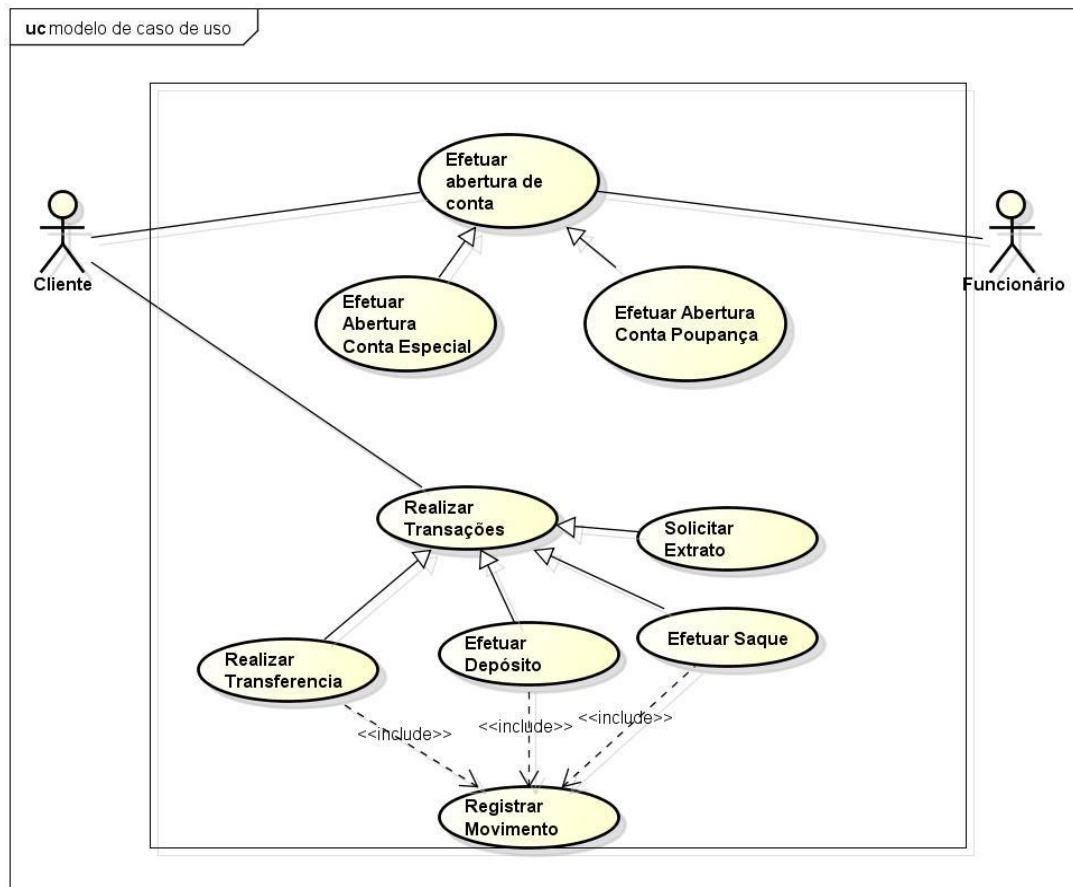 uc modelo de caso de uso
Efetuar
abertura de
conta
Cliente
Funcionário
Efetuar
Abertura
Conta Especial
Efetuar Abertura
Conta Poupança
Realizar
Transações
Solicitar
Extrato
Realizar
Transferencia
Efetuar
Depósito
Efetuar Saque
<<include>>
<<include>>
<<include>>
Registrar
Movimento